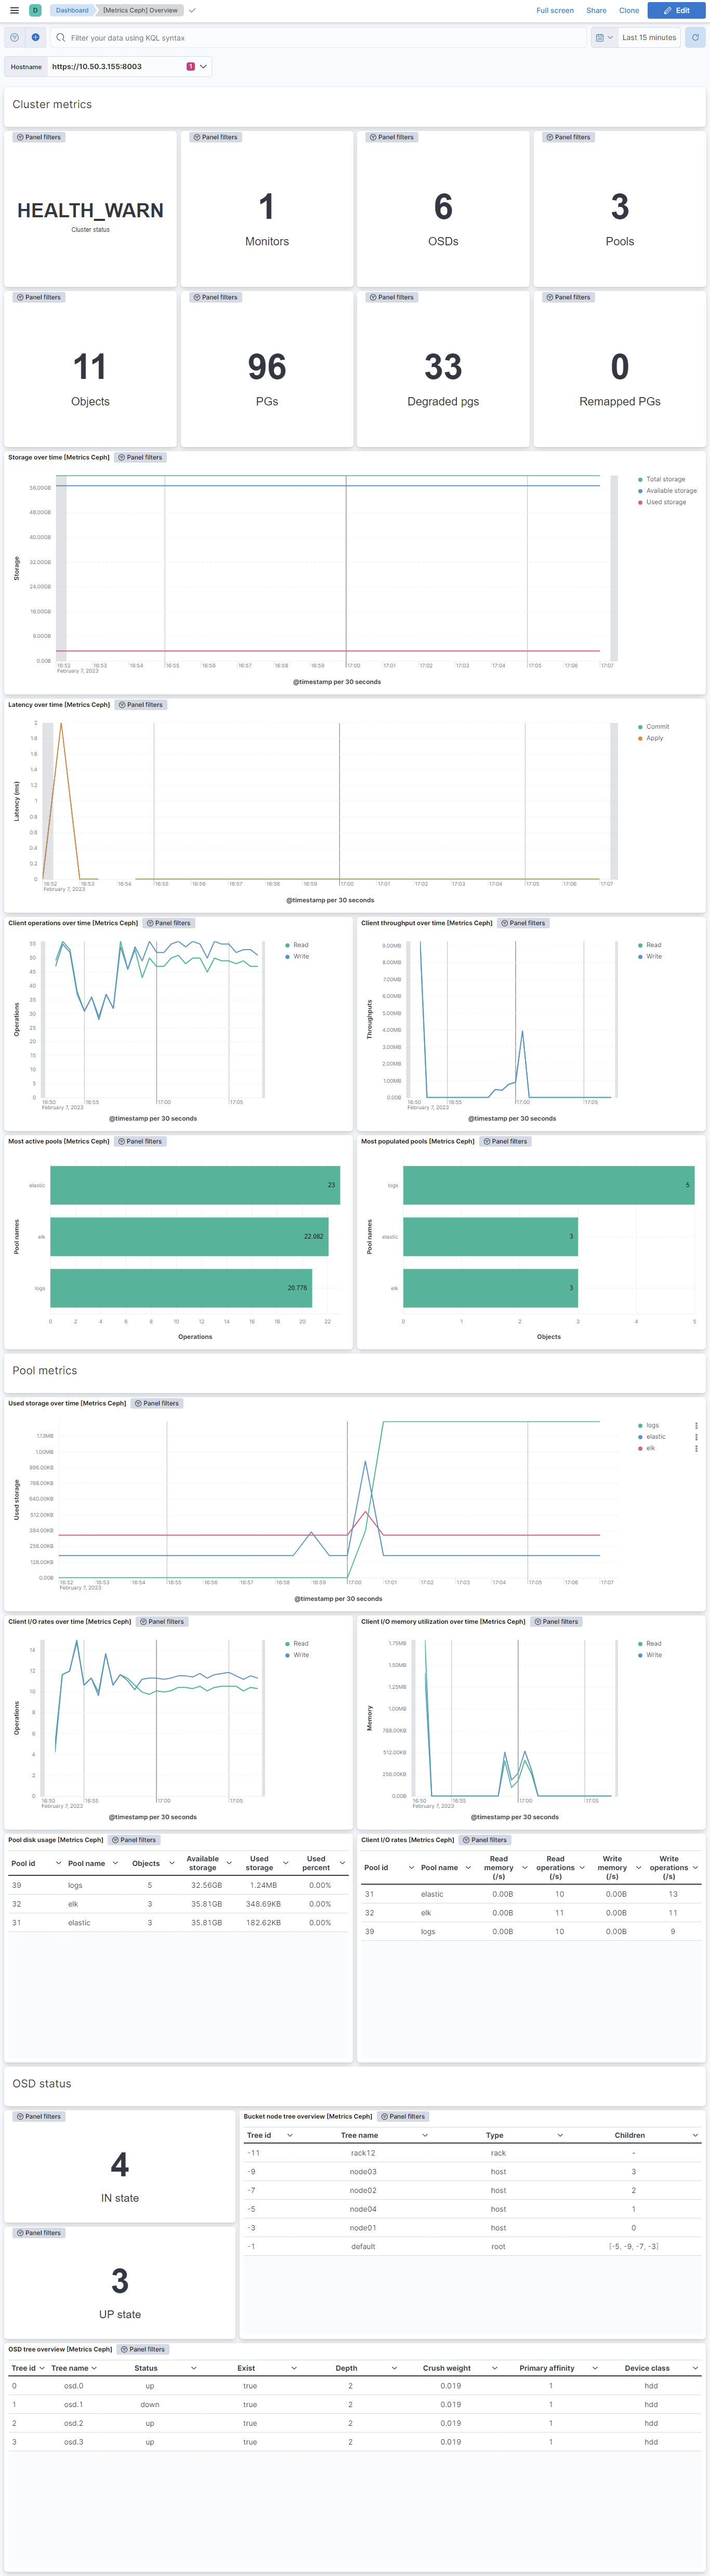 D Dashboard [Metrics Ceph] Overview Full screen Share Clone Edit
Filter your data using KQL syntax Last 15 minutes
Hostname https://10.50.3.155:8003 1
Cluster metrics
Panel filters Panel filters Panel filters Panel filters
HEALTH_WARN 1 6 3
Cluster status Monitors OSDs Pools
Panel filters Panel filters Panel filters Panel filters
11 96 33 0
Objects PGs Degraded pgs Remapped PGs
Storage over time [Metrics Ceph] Panel filters
Total storage
Available storage
Used storage
56.00GB
48.00GB
40.00GB
32.00GB
24.00GB
16.00GB
8.00GB
0.00B
Storage
16:52 16:53 16:54 16:55 16:56 16:57 16:58 16:59 17:00 17:01 17:02 17:03 17:04 17:05 17:06 17:07
February 7, 2023
@timestamp per 30 seconds
Latency over time [Metrics Ceph] Panel filters
Commit
Apply
2
1.8
1.6
1.4
1.2
1
0.8
0.6
0.4
0.2
0
Latency (ms)
16:52 16:53 16:54 16:55 16:56 16:57 16:58 16:59 17:00 17:01 17:02 17:03 17:04 17:05 17:06 17:07
February 7, 2023
@timestamp per 30 seconds
Client operations over time [Metrics Ceph] Panel filters
Read
Write
55
50
45
40
35
30
25
20
15
10
5
0
Operations
16:50 16:55 17:00 17:05
February 7, 2023
@timestamp per 30 seconds
Client throughput over time [Metrics Ceph] Panel filters
Read
Write
9.00MB
8.00MB
7.00MB
6.00MB
5.00MB
4.00MB
3.00MB
2.00MB
1.00MB
0.00B
Throughputs
16:50 16:55 17:00 17:05
February 7, 2023
@timestamp per 30 seconds
Most active pools [Metrics Ceph] Panel filters
Pool names
elastic 23
elk 22.082
logs 20.776
0 2 4 6 8 10 12 14 16 18 20 22
Operations
Most populated pools [Metrics Ceph] Panel filters
Pool names
logs 5
elastic 3
elk 3
0 1 2 3 4 5
Objects
Pool metrics
Used storage over time [Metrics Ceph] Panel filters
logs
elastic
elk
1.13MB
1.00MB
896.00KB
768.00KB
640.00KB
512.00KB
384.00KB
256.00KB
128.00KB
0.00B
Used storage
16:52 16:53 16:54 16:55 16:56 16:57 16:58 16:59 17:00 17:01 17:02 17:03 17:04 17:05 17:06 17:07
February 7, 2023
@timestamp per 30 seconds
Client I/O rates over time [Metrics Ceph] Panel filters
Read
Write
14
12
10
8
6
4
2
0
Operations
16:50 16:55 17:00 17:05
February 7, 2023
@timestamp per 30 seconds
Client I/O memory utilization over time [Metrics Ceph] Panel filters
Read
Write
1.75MB
1.50MB
1.25MB
1.00MB
768.00KB
512.00KB
256.00KB
0.00B
Memory
16:50 16:55 17:00 17:05
February 7, 2023
@timestamp per 30 seconds
Pool disk usage [Metrics Ceph] Panel filters
Pool id Pool name Objects Available storage Used storage Used percent
39 logs 5 32.56GB 1.24MB 0.00%
32 elk 3 35.81GB 348.69KB 0.00%
31 elastic 3 35.81GB 182.62KB 0.00%
Client I/O rates [Metrics Ceph] Panel filters
Pool id Pool name Read memory (/s) Read operations (/s) Write memory (/s) Write operations (/s)
31 elastic 0.00B 10 0.00B 13
32 elk 0.00B 11 0.00B 11
39 logs 0.00B 10 0.00B 9
OSD status
Panel filters
4
IN state
Panel filters
3
UP state
Bucket node tree overview [Metrics Ceph] Panel filters
Tree id Tree name Type Children
-11 rack12 rack -
-9 node03 host 3
-7 node02 host 2
-5 node04 host 1
-3 node01 host 0
-1 default root [-5, -9, -7, -3]
OSD tree overview [Metrics Ceph] Panel filters
Tree id Tree name Status Exist Depth Crush weight Primary affinity Device class
0 osd.0 up true 2 0.019 1 hdd
1 osd.1 down true 2 0.019 1 hdd
2 osd.2 up true 2 0.019 1 hdd
3 osd.3 up true 2 0.019 1 hdd